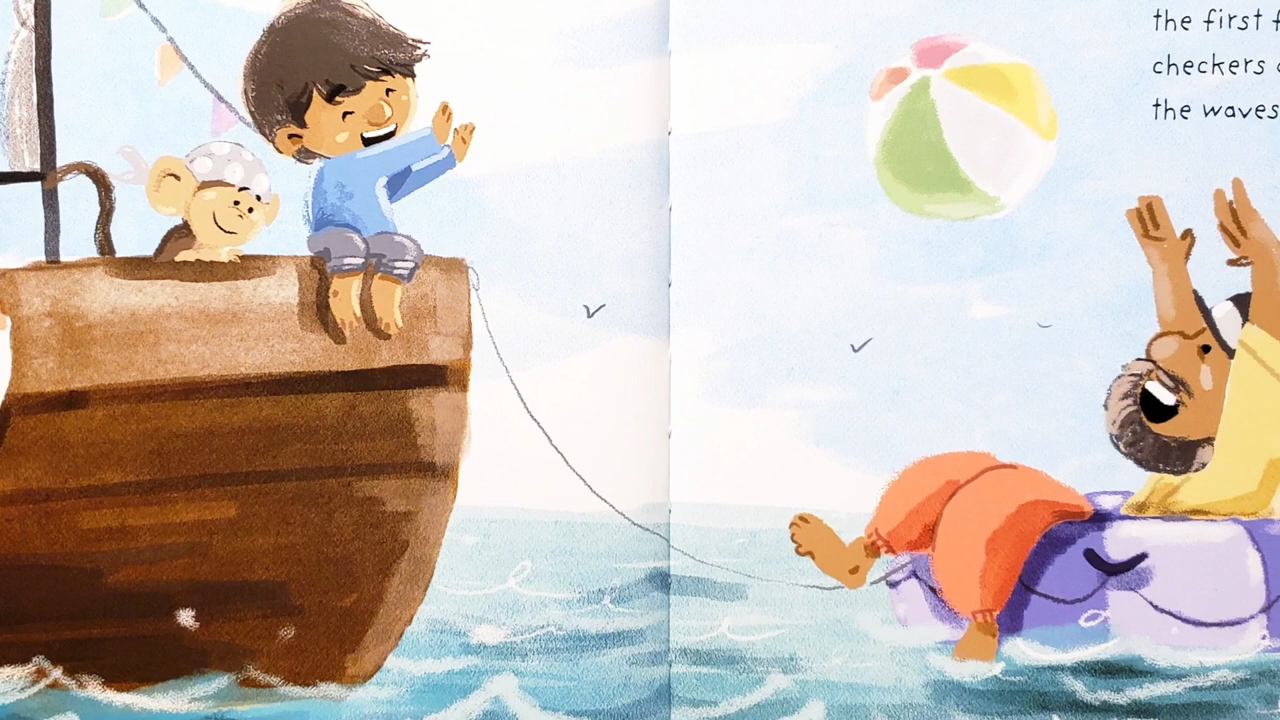 the first
checkers
the waves